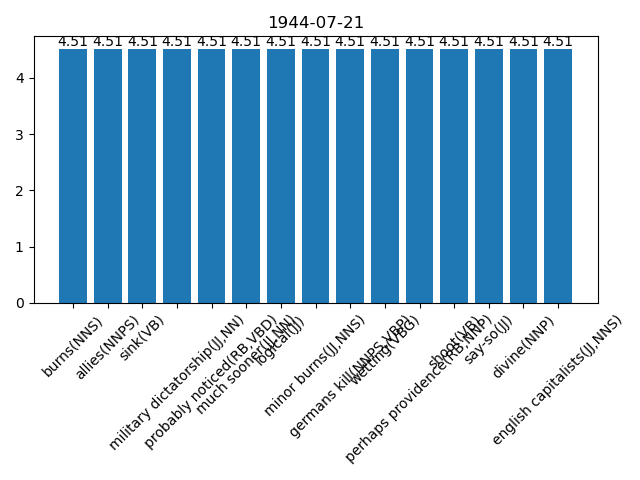 1944-07-21
4.51 4.51 4.51 4.51 4.51 4.51 4.51 4.51 4.51 4.51 4.51 4.51 4.51 4.51 4.51
4
3
2
1
0
burns(NNS)
allies(NNPS)
sink(VB)
military dictatorship(JJ,NN)
probably noticed(RB,VBD)
much sooner(JJ,NN)
logical(JJ)
minor burns(JJ,NNS)
germans kill(NNPS,VBP)
wetting(VBG)
perhaps providence(RB,NNP)
shoot(VB)
say-so(JJ)
divine(NNP)
english capitalists(JJ,NNS)